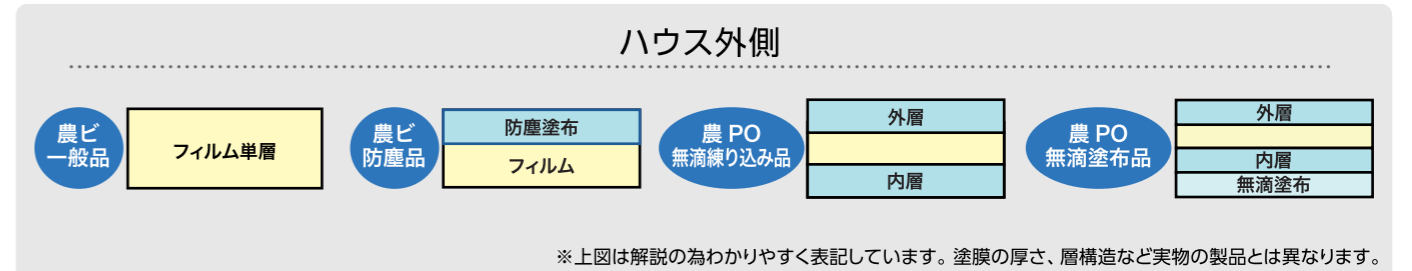 ハウス外側
農ビ
一般品
フィルム単層
農ビ
防塵品
防塵塗布
フィルム
農 PO
無滴練り込み品
外層
内層
農 PO
無滴塗布品
外層
内層
無滴塗布
※上図は解説の為わかりやすく表記しています。塗膜の厚さ、層構造など実物の製品とは異なります。